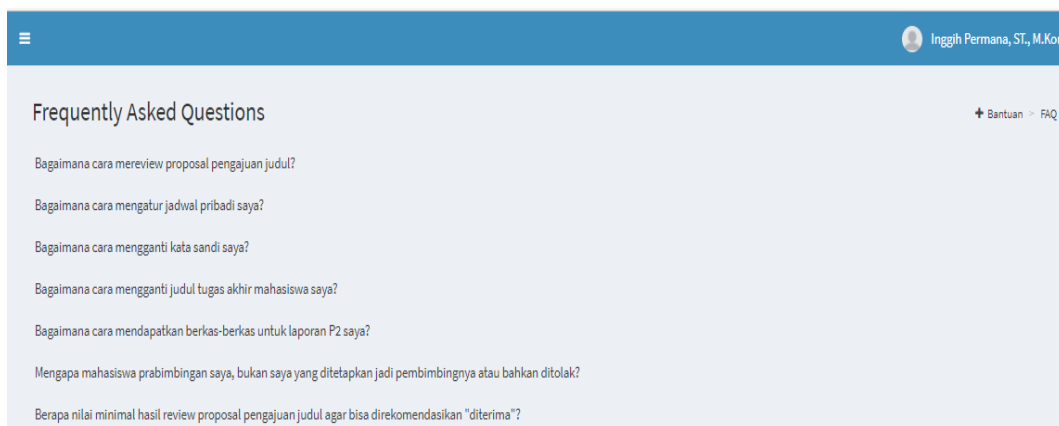 Inggih Permana, ST., M.Kor
Frequently Asked Questions
Bantuan > FAQ
Bagaimana cara mereview proposal pengajuan judul?
Bagaimana cara mengatur jadwal pribadi saya?
Bagaimana cara mengganti kata sandi saya?
Bagaimana cara mengganti judul tugas akhir mahasiswa saya?
Bagaimana cara mendapatkan berkas-berkas untuk laporan P2 saya?
Mengapa mahasiswa prabimbingan saya, bukan saya yang ditetapkan jadi pembimbingnya atau bahkan ditolak?
Berapa nilai minimal hasil review proposal pengajuan judul agar bisa direkomendasikan "diterima"?